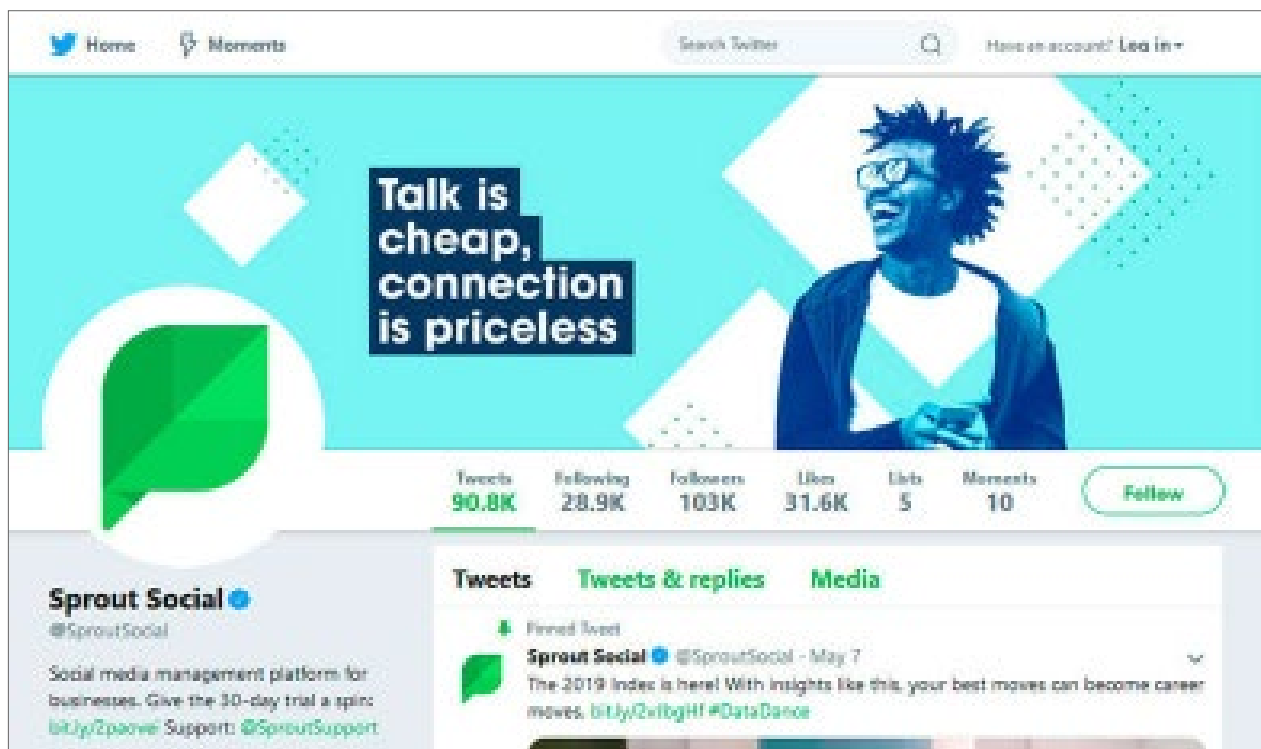 Home
Moments
Search Twitter
Have an account? Log in
Talk is
cheap,
connection
is priceless
Tweets
90.8K
Following
28.9K
Followers
103K
Likes
31.6K
Lists
5
Moments
10
Follow
Sprout Social
@SproutSocial
Social media management platform for
businesses. Give the 30-day trial a spin:
Support: @SproutSupport
Tweets Tweets & replies Media
Pinned Tweet
Sprout Social @SproutSocial - May 7
The 2019 Index is here! With insights like this, your best moves can become career
moves. #DataDance